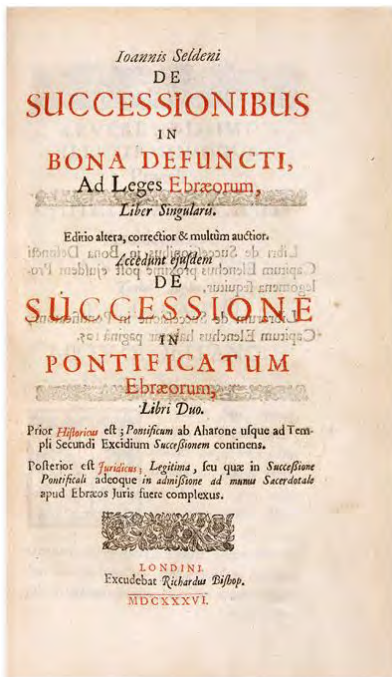 Ioannis Seldeni
DE
SUCCESSIONIBUS
IN
BONA DEFUNCTI,
Ad Leges Ebræorum,
Liber Singularis.
Editio altera, correctior & multùm auctior.
Accedunt ejusdem
DE
SUCCESSIONE
IN
PONTIFICATUM
Ebræorum,
Libri Duo.
Prior Historicus est; Pontificum ab Aharone usque ad Tem-
pli Secundi Excidium Successionem continens.
Posterior est Juridicus; Legitima, seu quæ in Successione
Pontificali adeoque in admissione ad munus Sacerdotale
apud Ebræos Juris fuere complexus.
LONDINI.
Excudebat Richardus Bishop.
MDCXXXVI.